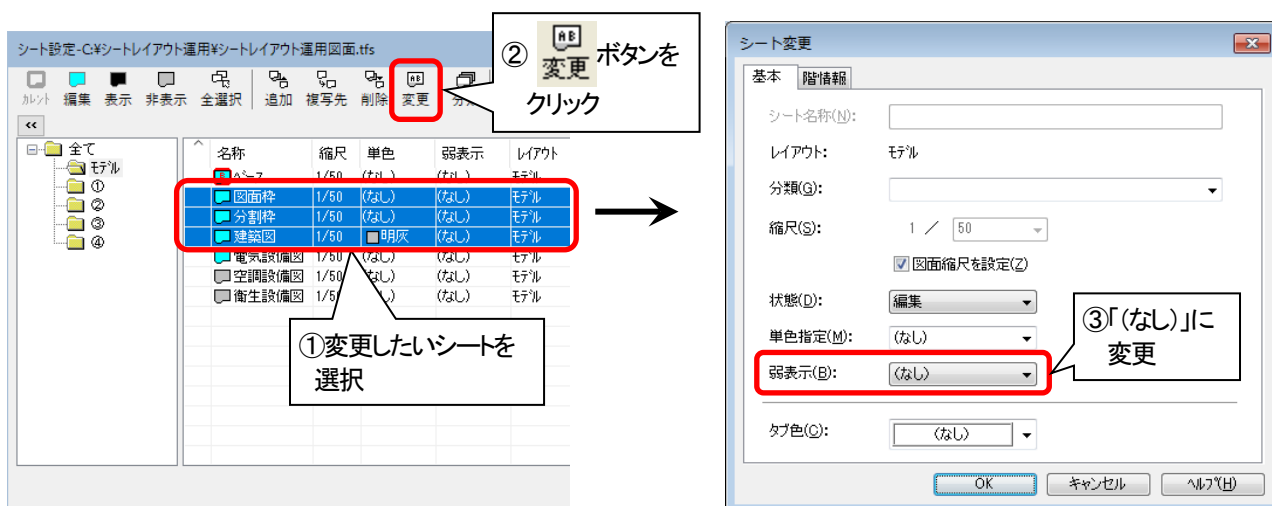 シート設定-C:¥シートレイアウト運用¥シートレイアウト運用図面.tfs
カレント 編集 表示 非表示 全選択 追加 複写先 削除 AB 変更
②
AB
変更
ボタンを
クリック
<<
全て
モデル
①
②
③
④
名称 縮尺 単色 弱表示 レイアウト
B ベース 1/50 (なし) (なし) モデル
図面枠 1/50 (なし) (なし) モデル
分割枠 1/50 (なし) (なし) モデル
建築図 1/50 明灰 (なし) モデル
電気設備図 1/50 (なし) (なし) モデル
空調設備図 1/50 (なし) (なし) モデル
衛生設備図 (なし) モデル
①変更したいシートを
選択
シート変更
基本 階情報
シート名称(N):
レイアウト: モデル
分類(G):
縮尺(S): 1 / 50
図面縮尺を設定(Z)
状態(D): 編集
単色指定(M): (なし)
弱表示(B): (なし)
③「(なし)」に
変更
タブ色(C): (なし)
OK キャンセル ヘルプ(H)